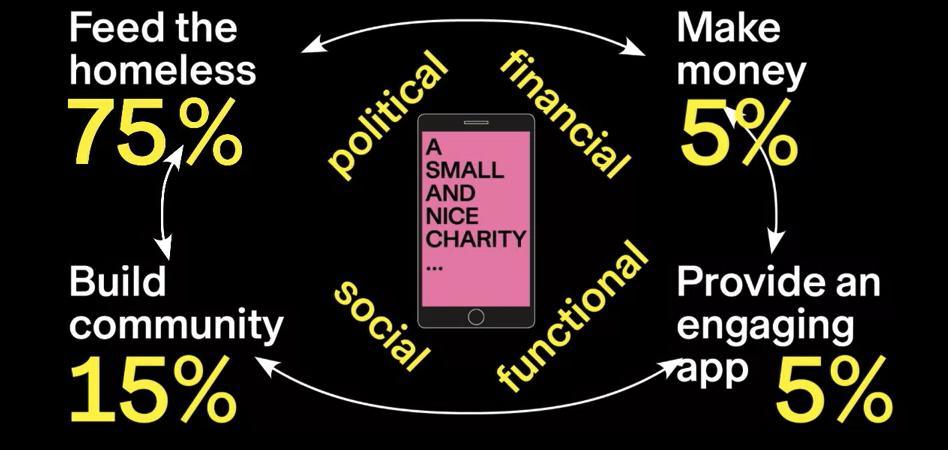 Feed the
homeless
75%
political
financial
Make
money
5%
A
SMALL
AND
NICE
CHARITY
...
Build
community
15%
social
functional
Provide an
engaging
app 5%